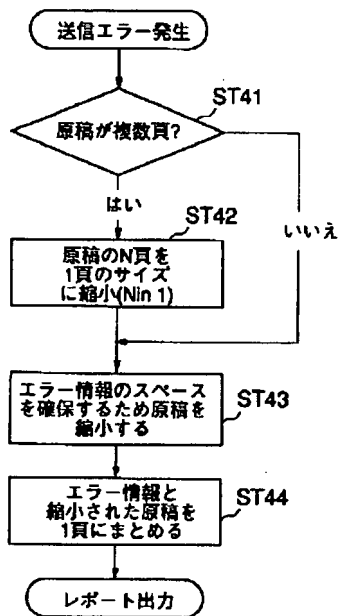 送信エラー発生
ST41
原稿が複数頁?
はい
いいえ
ST42
原稿のN頁を
1頁のサイズ
に縮小(Nin 1)
エラー情報のスペース
を確保するため原稿を
縮小する
ST43
エラー情報と
縮小された原稿を
1頁にまとめる
ST44
レポート出力